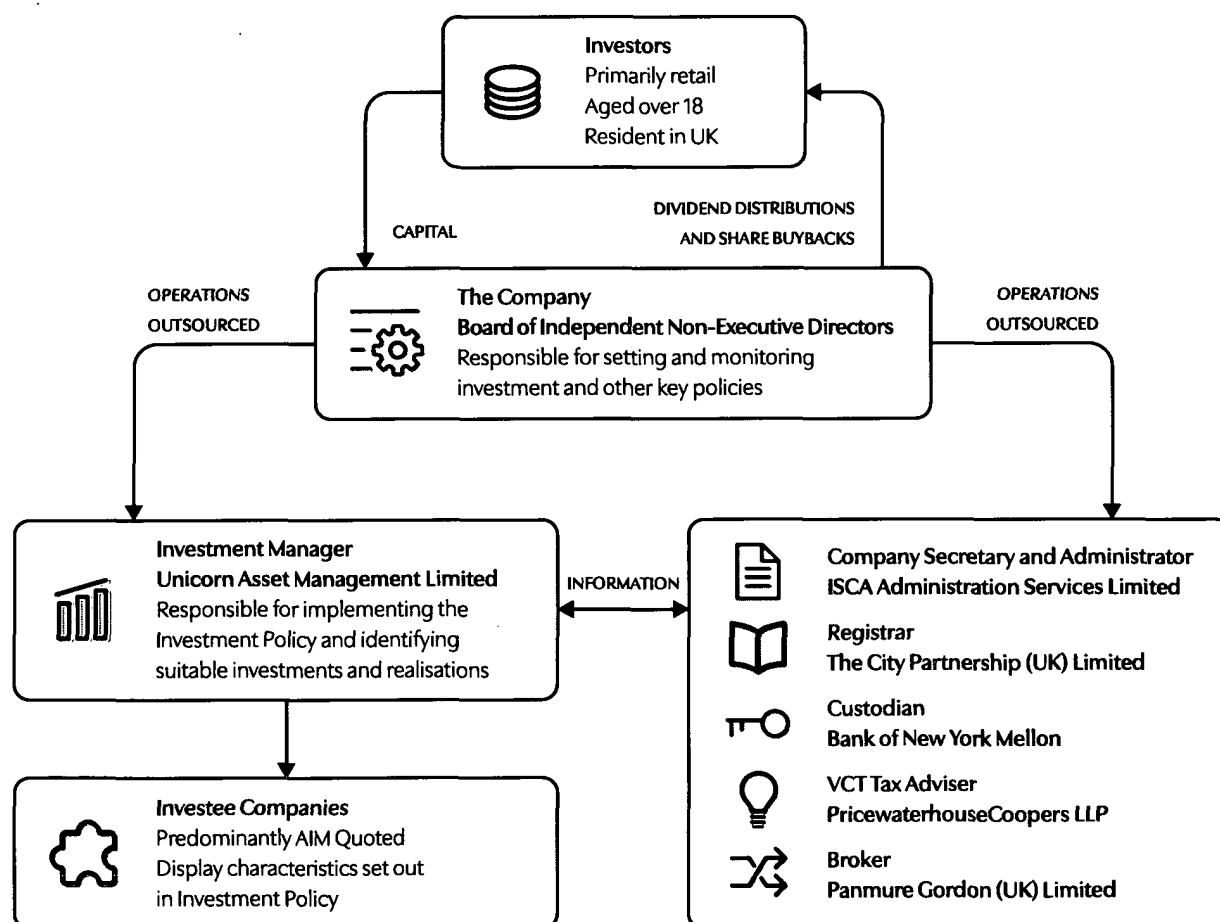 Investors
Primarily retail
Aged over 18
Resident in UK
CAPITAL
DIVIDEND DISTRIBUTIONS
AND SHARE BUYBACKS
OPERATIONS
OUTSOURCED
The Company
Board of Independent Non-Executive Directors
Responsible for setting and monitoring
investment and other key policies
OPERATIONS
OUTSOURCED
Investment Manager
Unicorn Asset Management Limited
Responsible for implementing the
Investment Policy and identifying
suitable investments and realisations
INFORMATION
Company Secretary and Administrator
ISCA Administration Services Limited
Registrar
The City Partnership (UK) Limited
Custodian
Bank of New York Mellon
VCT Tax Adviser
PricewaterhouseCoopers LLP
Broker
Panmure Gordon (UK) Limited
Investee Companies
Predominantly AIM Quoted
Display characteristics set out
in Investment Policy